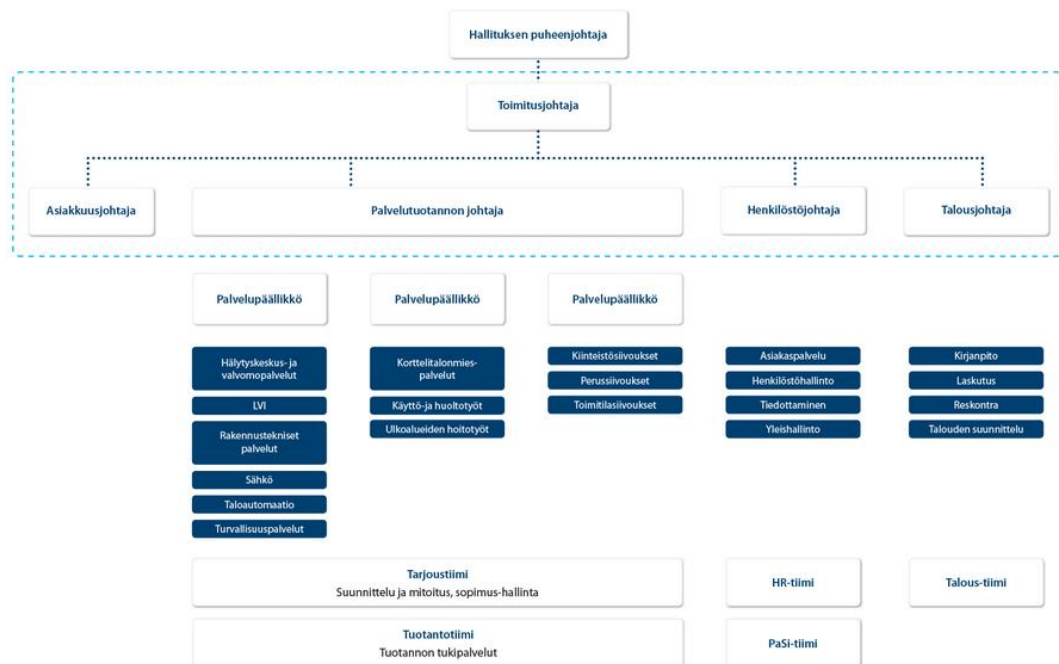 Hallituksen puheenjohtaja
Toimitusjohtaja
Asiakkuusjohtaja
Palvelutuotannon johtaja
Henkilöstöjohtaja
Talousjohtaja
Palvelupäällikkö
Palvelupäällikkö
Palvelupäällikkö
Hälytyskeskus- ja
valvomopalvelut
LVI
Rakennustekniset
palvelut
Sähkö
Taloautomaatio
Turvallisuuspalvelut
Korttelitalonmies-
palvelut
Käyttö-ja huoltotyöt
Ulkoalueiden hoitotyöt
Kiinteistösiivoukset
Perussiivoukset
Toimitilasiivoukset
Asiakaspalvelu
Henkilöstöhallinto
Tiedottaminen
Yleishallinto
Kirjanpito
Laskutus
Reskontra
Talouden suunnittelu
Tarjoustiimi
Suunnittelu ja mitoitus, sopimus-hallinta
HR-tiimi
Talous-tiimi
Tuotantotiimi
Tuotannon tukipalvelut
PaSi-tiimi